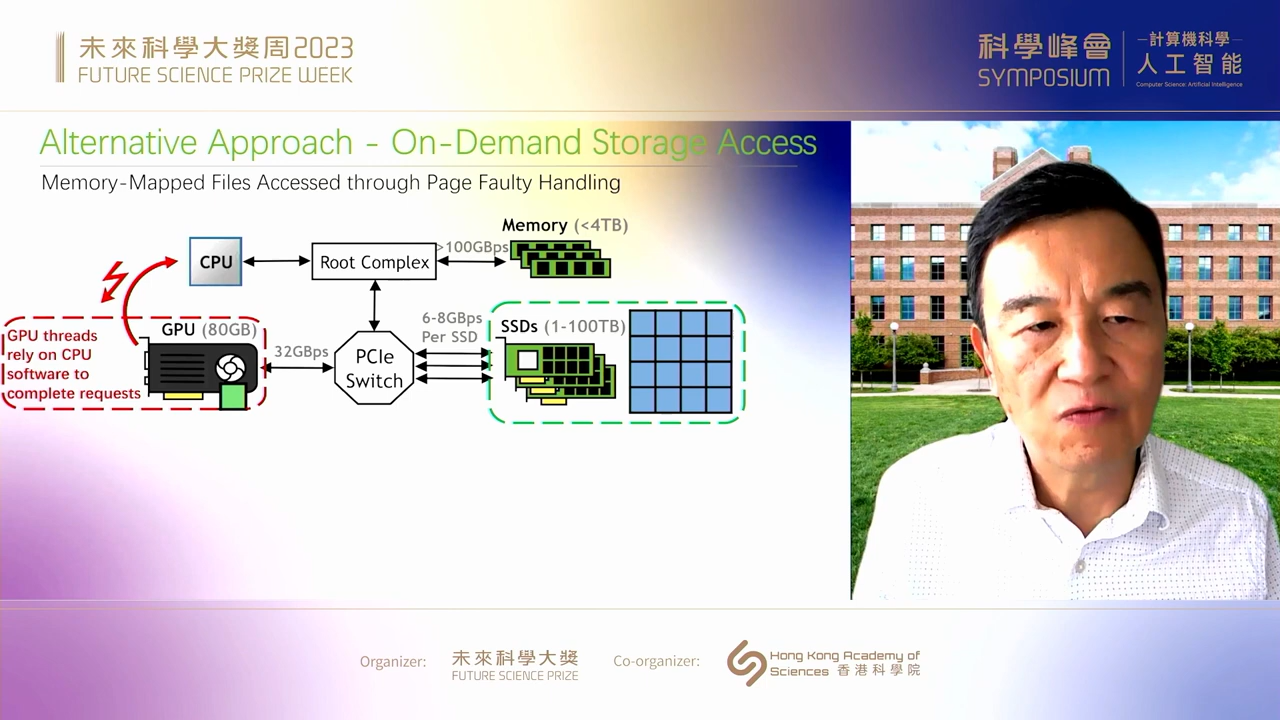 未來科學大獎周2023
FUTURE SCIENCE PRIZE WEEK
科學峰會
SYMPOSIUM
計算機科學
人工智能
Computer Science: Artificial Intelligence
Alternative Approach - On-Demand Storage Access
Memory-Mapped Files Accessed through Page Faulty Handling
Memory (<4TB)
CPU
Root Complex
>100GBps
GPU threads
rely on CPU
software to
complete requests
GPU (80GB)
32GBps
PCIe
Switch
6-8GBps
Per SSD
SSDs (1-100TB)
Organizer:
未來科學大獎
FUTURE SCIENCE PRIZE
Co-organizer:
Hong Kong Academy of
Sciences 香港科學院